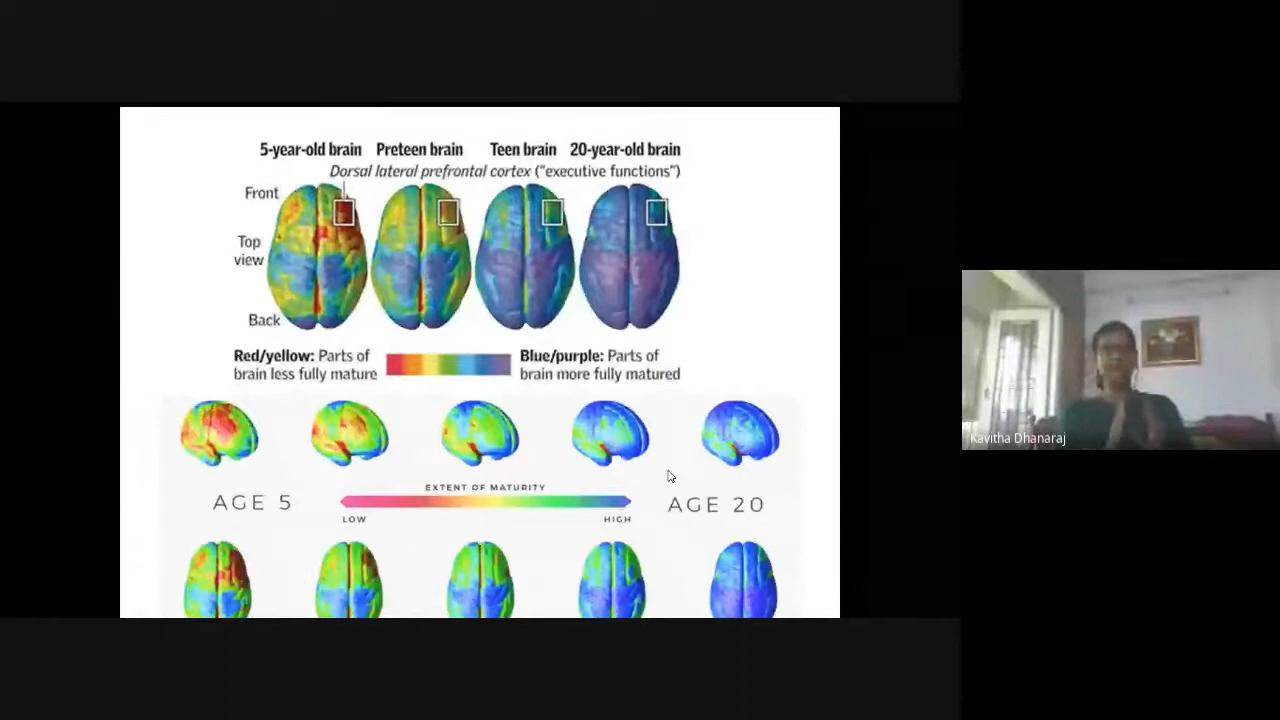 5-year-old brain Preteen brain Teen brain 20-year-old brain
Dorsal lateral prefrontal cortex ("executive functions")
Front
Top
view
Back
Red/yellow: Parts of
brain less fully mature
Blue/purple: Parts of
brain more fully matured
EXTENT OF MATURITY
AGE 5
AGE 20
LOW
HIGH
Kavitha Dhanaraj